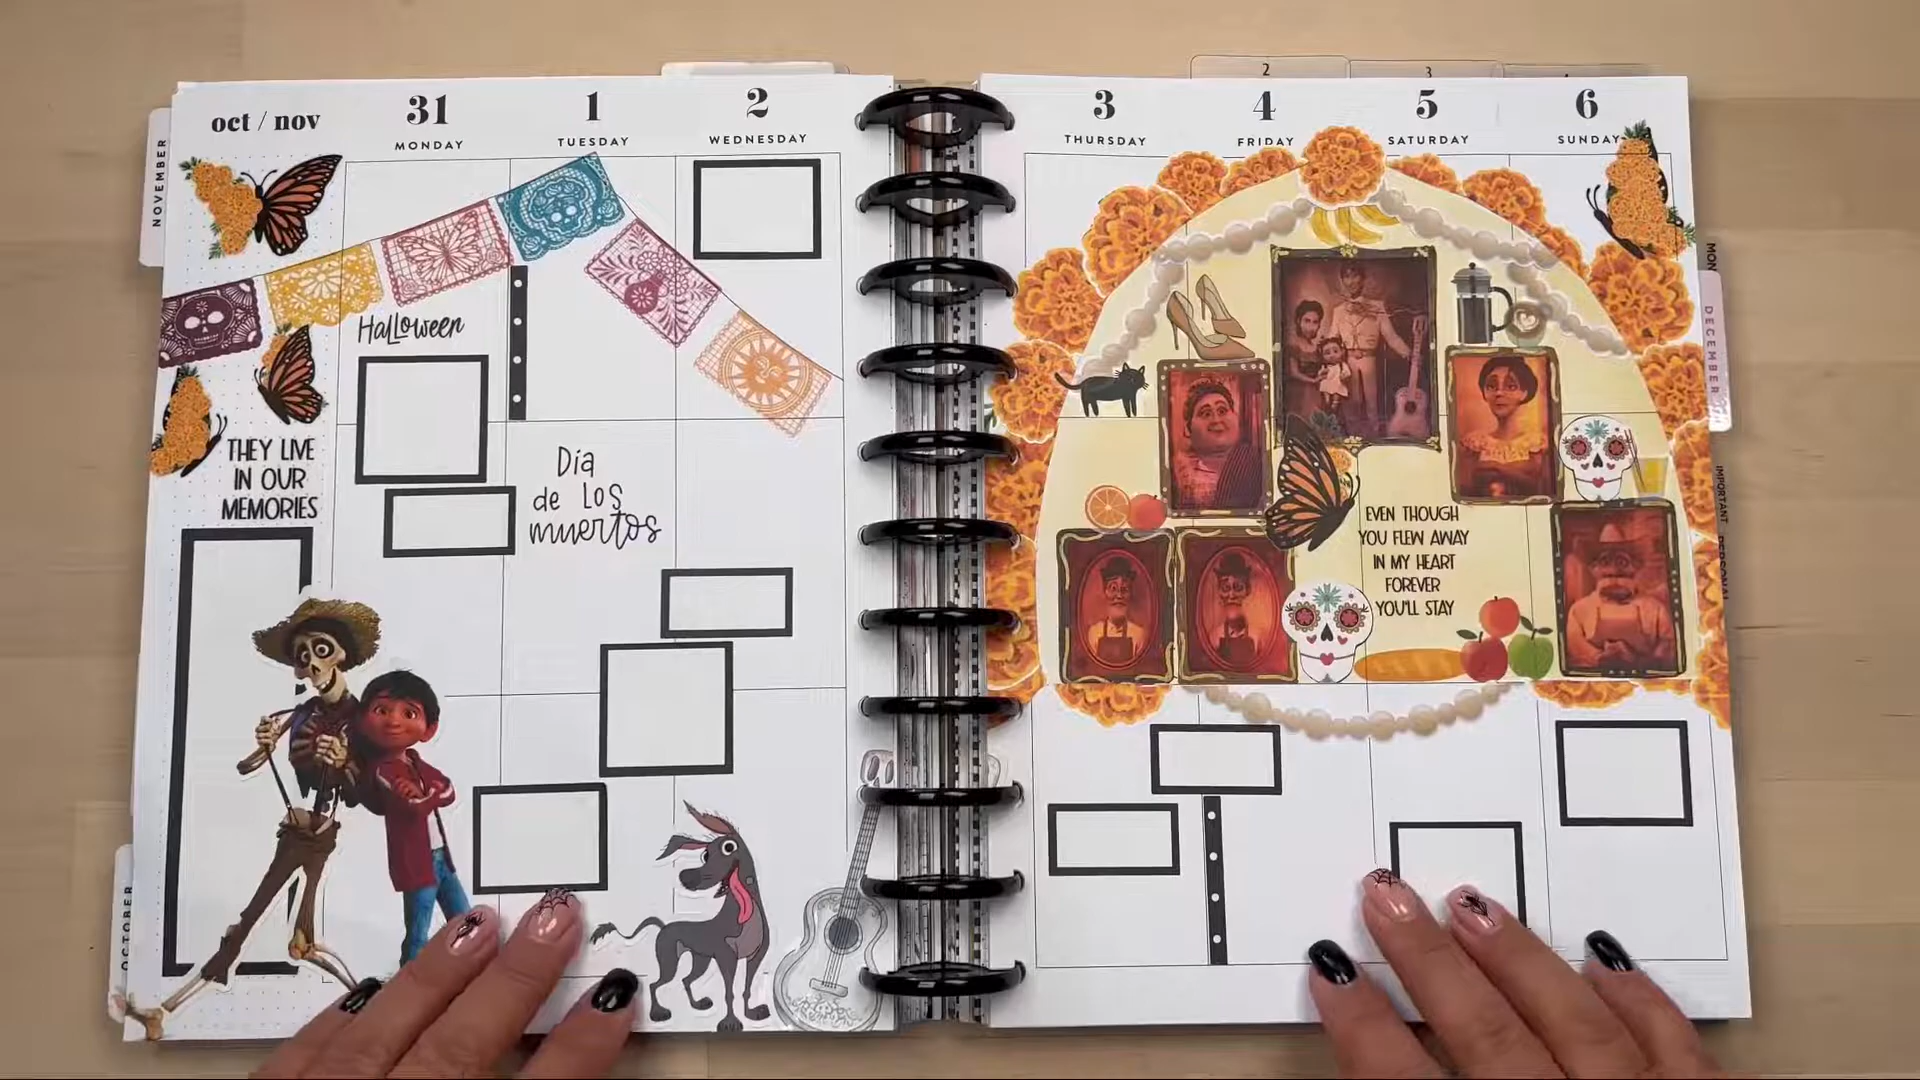 2
3
oct / nov
31
1
2
3
4
5
6
MONDAY
TUESDAY
WEDNESDAY
THURSDAY
FRIDAY
SATURDAY
SUNDAY
NOVEMBER
Halloween
THEY LIVE
IN OUR
MEMORIES
Día
de Los
muertos
EVEN THOUGH
YOU FLEW AWAY
IN MY HEART
FOREVER
YOU'LL STAY
OCTOBER
MON
DECEMBER
IMPORTANT